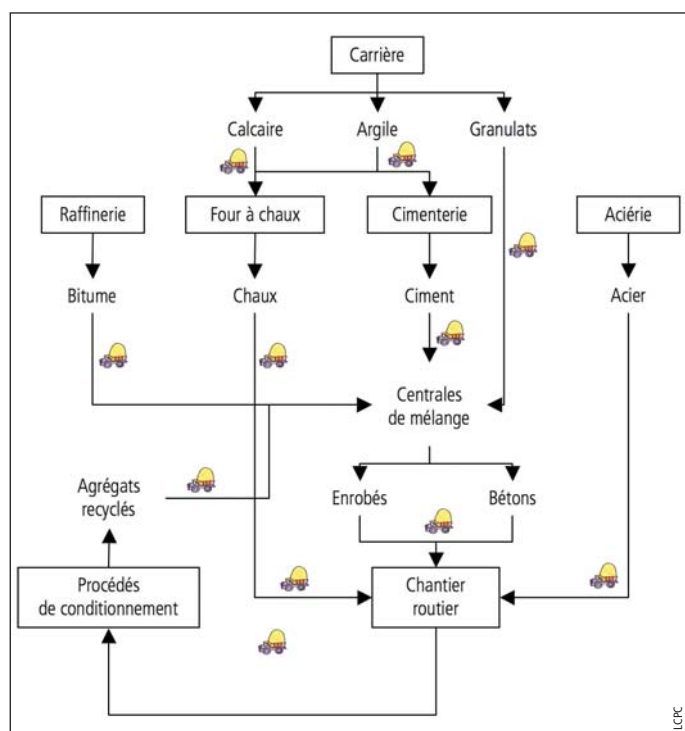 Carrière
Calcaire
Argile
Granulats
Raffinerie
Four à chaux
Cimenterie
Aciérie
Bitume
Chaux
Ciment
Acier
Centrales
de mélange
Agrégats
recyclés
Enrobés
Bétons
Procédés
de conditionnement
Chantier
routier
LCPC